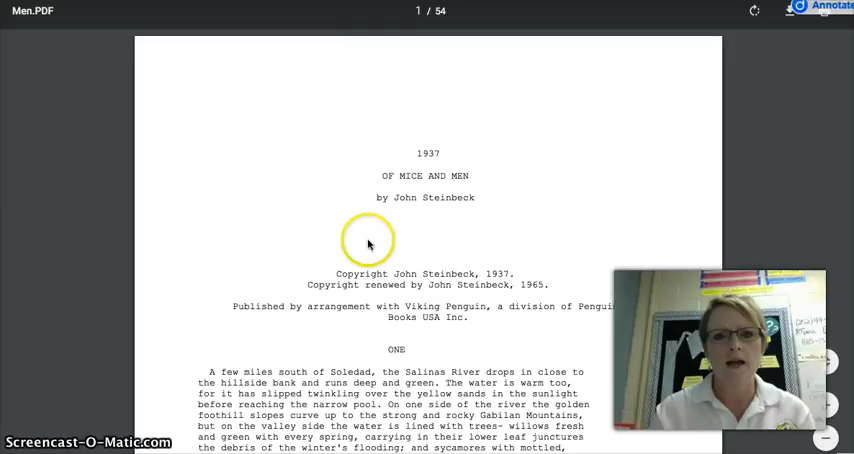 Men.PDF
1 / 54
Annotate
1937
OF MICE AND MEN
by John Steinbeck
Copyright John Steinbeck, 1937.
Copyright renewed by John Steinbeck, 1965.
Published by arrangement with Viking Penguin, a division of Penguin
Books USA Inc.
ONE
A few miles south of Soledad, the Salinas River drops in close to
the hillside bank and runs deep and green. The water is warm too,
for it has slipped twinkling over the yellow sands in the sunlight
before reaching the narrow pool. On one side of the river the golden
foothill slopes curve up to the strong and rocky Gabilan Mountains,
but on the valley side the water is lined with trees- willows fresh
and green with every spring, carrying in their lower leaf junctures
the debris of the winter's flooding; and sycamores with mottled,
Screencast-O-Matic.com